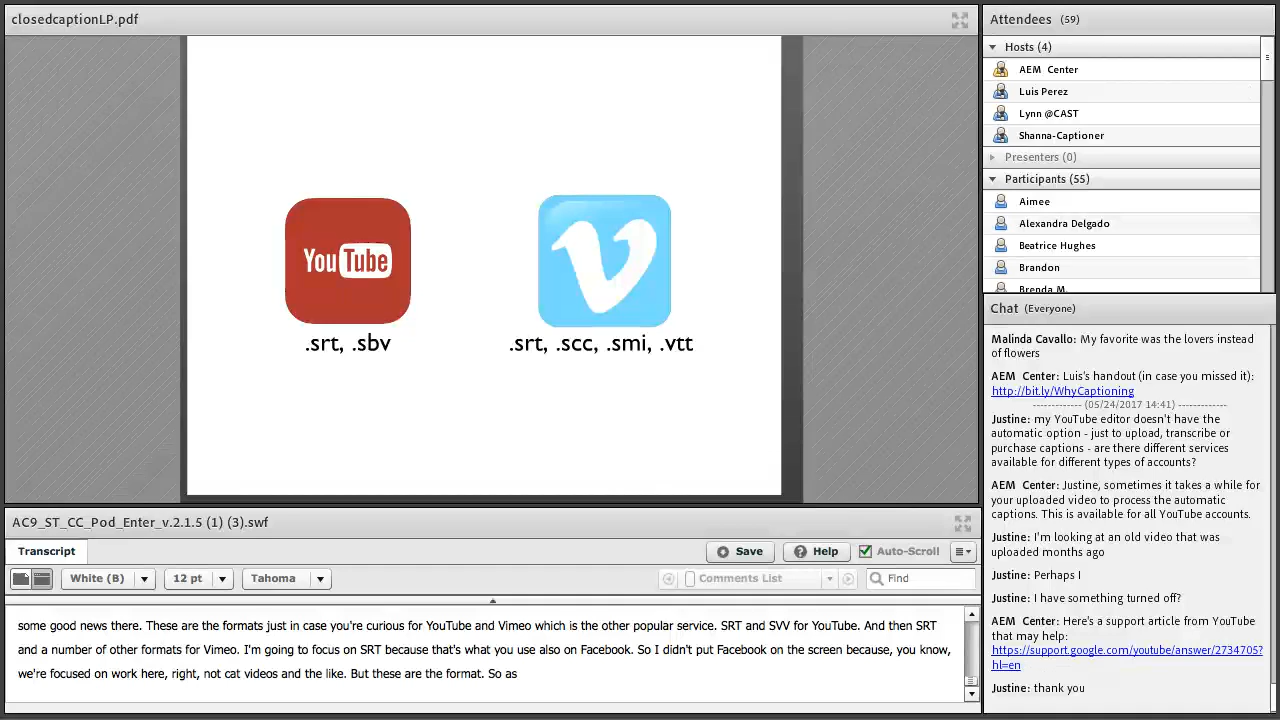 closedcaptionLP.pdf
YouTube
.srt, .sbv
.srt, .scc, .smi, .vtt
AC9_ST_CC_Pod_Enter_v.2.1.5 (1) (3).swf
Transcript
Save
Help
Auto-Scroll
White (B)
12 pt
Tahoma
Comments List
Find
some good news there. These are the formats just in case you're curious for YouTube and Vimeo which is the other popular service. SRT and SVV for YouTube. And then SRT
and a number of other formats for Vimeo. I'm going to focus on SRT because that's what you use also on Facebook. So I didn't put Facebook on the screen because, you know,
we're focused on work here, right, not cat videos and the like. But these are the format. So as
Attendees (59)
Hosts (4)
AEM Center
Luis Perez
Lynn @CAST
Shanna-Captioner
Presenters (0)
Participants (55)
Aimee
Alexandra Delgado
Beatrice Hughes
Brandon
Brenda M.
Chat (Everyone)
Malinda Cavallo: My favorite was the lovers instead
of flowers
AEM Center: Luis's handout (in case you missed it):
http://bit.ly/WhyCaptioning
------------- (05/24/2017 14:41) -------------
Justine: my YouTube editor doesn't have the
automatic option - just to upload, transcribe or
purchase captions - are there different services
available for different types of accounts?
AEM Center: Justine, sometimes it takes a while for
your uploaded video to process the automatic
captions. This is available for all YouTube accounts.
Justine: I'm looking at an old video that was
uploaded months ago
Justine: Perhaps I
Justine: I have something turned off?
AEM Center: Here's a support article from YouTube
that may help:
https://support.google.com/youtube/answer/2734705?
hl=en
Justine: thank you